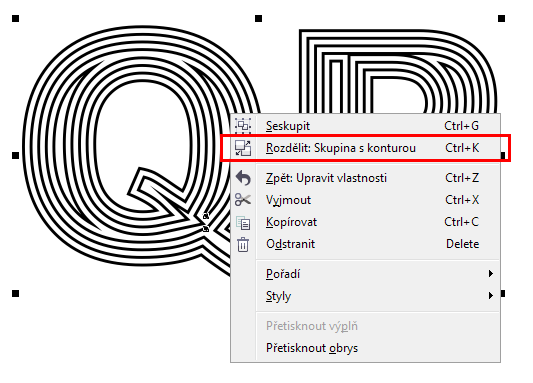 QP
Seskupit Ctrl+G
Rozdělit: Skupina s konturou Ctrl+K
Zpět: Upravit vlastnosti Ctrl+Z
Vyjmout Ctrl+X
Kopírovat Ctrl+C
Odstranit Delete
Pořadí
Styly
Přetisknout výplň
Přetisknout obrys